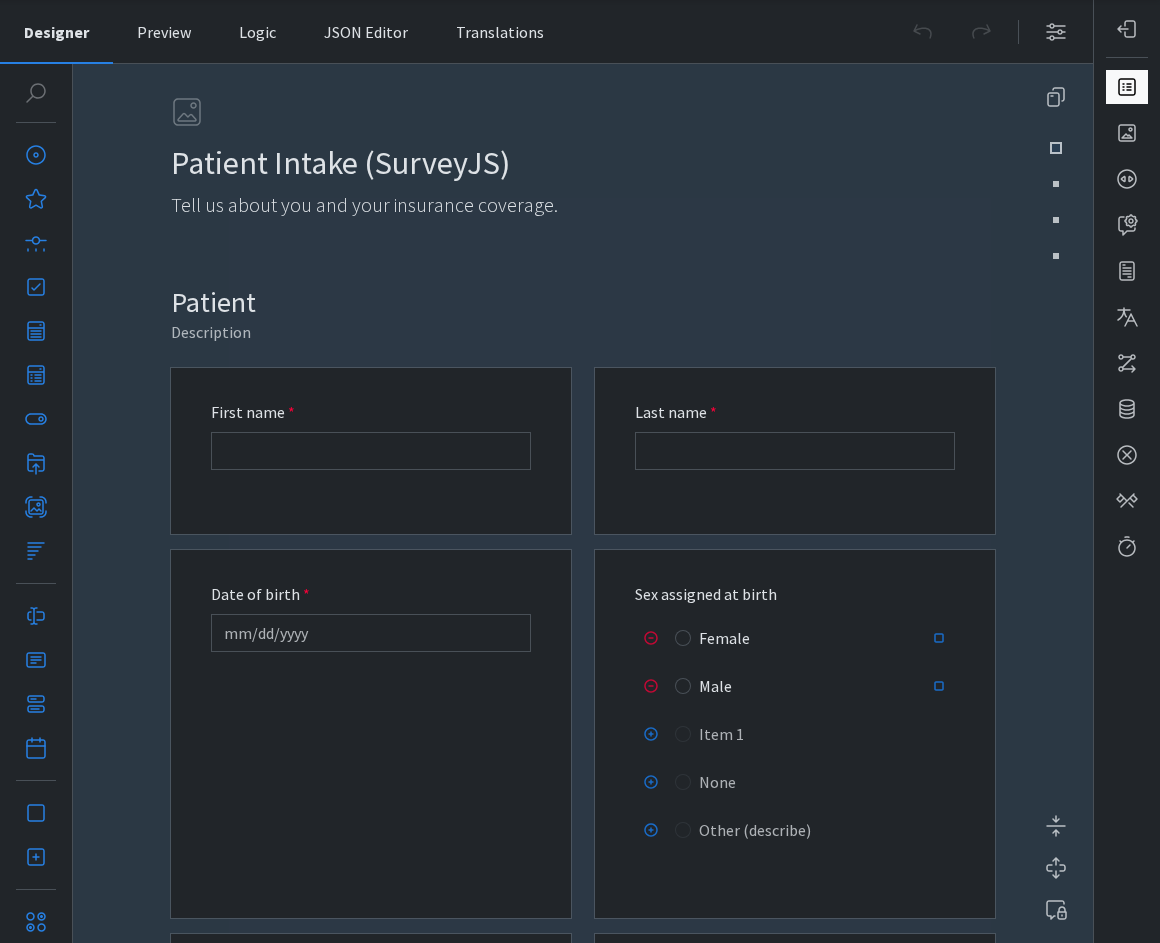 Designer Preview Logic JSON Editor Translations
Patient Intake (SurveyJS)
Tell us about you and your insurance coverage.
Patient
Description
First name *
Last name *
Date of birth *
mm/dd/yyyy
Sex assigned at birth
Female
Male
Item 1
None
Other (describe)